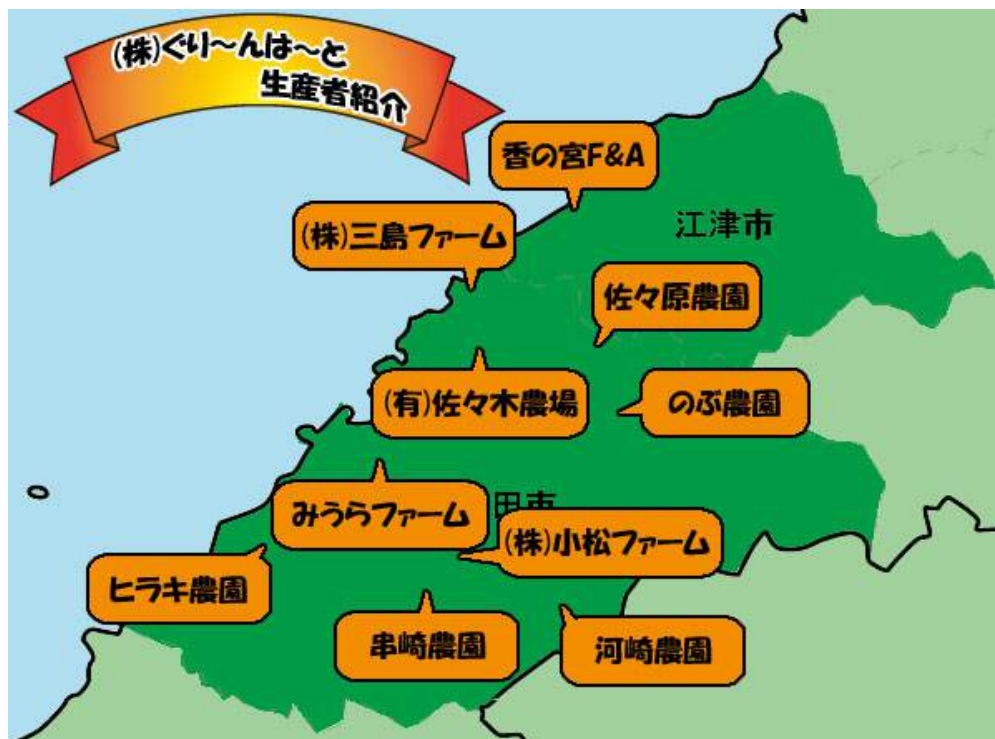 (株)ぐり～んは～と
生産者紹介
香の宮F&A
江津市
(株)三島ファーム
佐々原農園
(有)佐々木農場
のぶ農園
みうらファーム
田市
(株)小松ファーム
ヒラキ農園
串崎農園
河崎農園